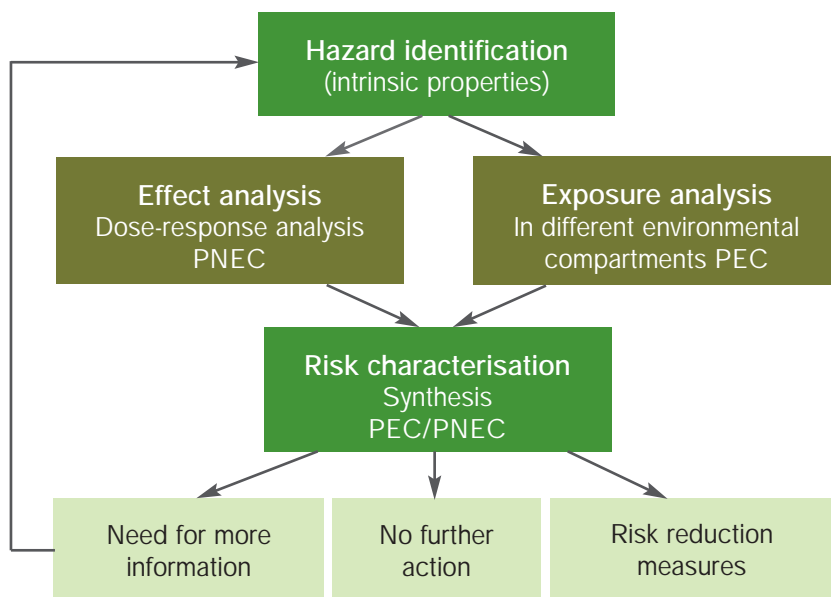 Hazard identification
(intrinsic properties)
Effect analysis
Dose-response analysis
PNEC
Exposure analysis
In different environmental
compartments PEC
Risk characterisation
Synthesis
PEC/PNEC
Need for more
information
No further
action
Risk reduction
measures